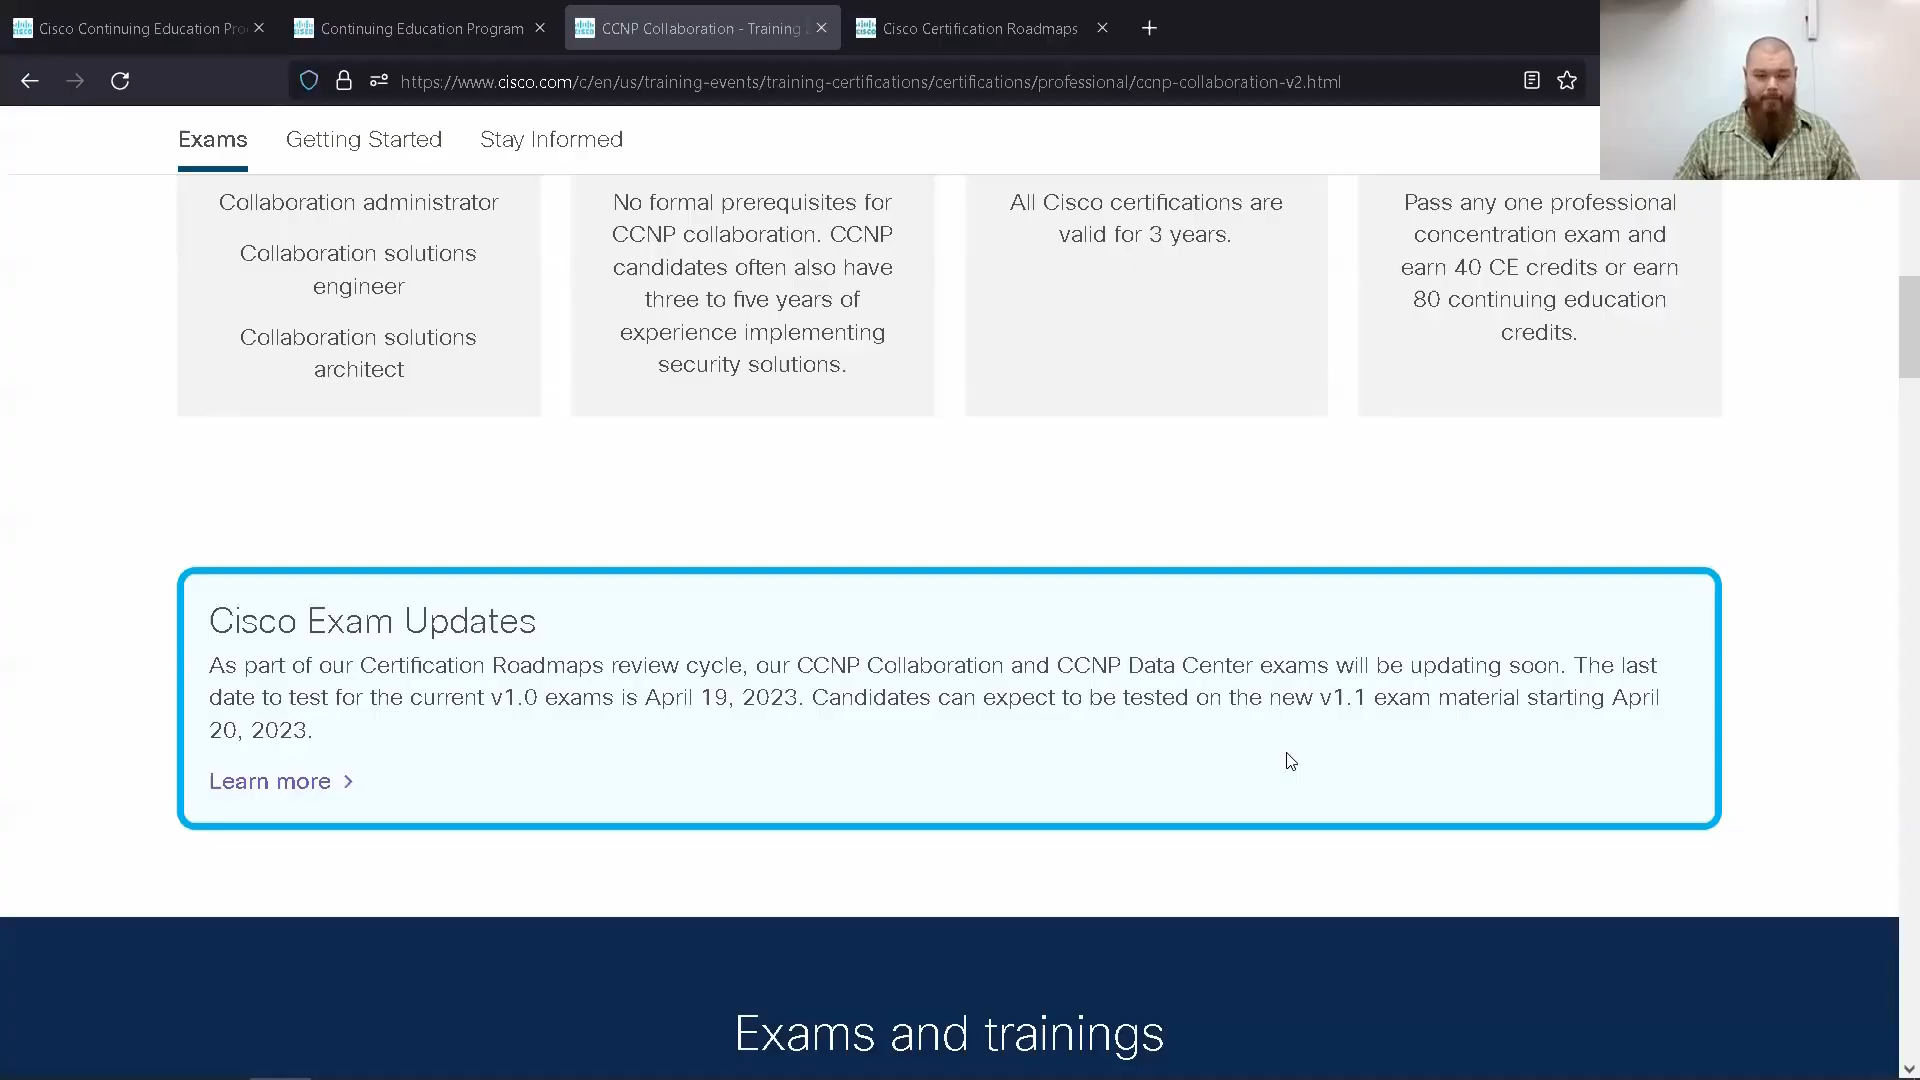 Cisco Continuing Education Pro
Continuing Education Program
CCNP Collaboration - Training
Cisco Certification Roadmaps
https://www.cisco.com/c/en/us/training-events/training-certifications/certifications/professional/ccnp-collaboration-v2.html
Exams
Getting Started
Stay Informed
Collaboration administrator
Collaboration solutions
engineer
Collaboration solutions
architect
No formal prerequisites for
CCNP collaboration. CCNP
candidates often also have
three to five years of
experience implementing
security solutions.
All Cisco certifications are
valid for 3 years.
Pass any one professional
concentration exam and
earn 40 CE credits or earn
80 continuing education
credits.
Cisco Exam Updates
As part of our Certification Roadmaps review cycle, our CCNP Collaboration and CCNP Data Center exams will be updating soon. The last
date to test for the current v1.0 exams is April 19, 2023. Candidates can expect to be tested on the new v1.1 exam material starting April
20, 2023.
Learn more
Exams and trainings